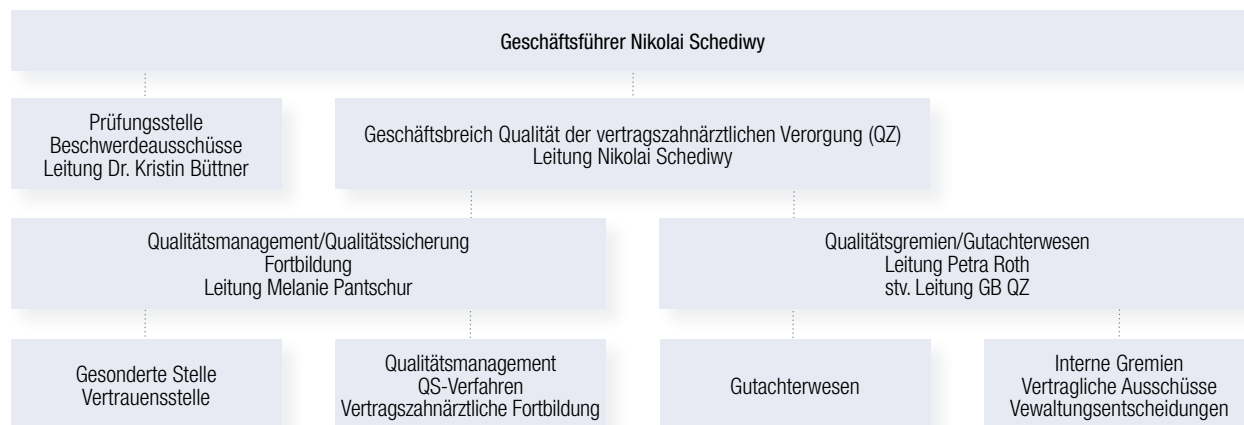 Geschäftsführer Nikolai Schediwy
Prüfungsstelle
Beschwerdeausschüsse
Leitung Dr. Kristin Büttner
Geschäftsbreich Qualität der vertragszahnärztlichen Verorgung (QZ)
Leitung Nikolai Schediwy
Qualitätsmanagement/Qualitätssicherung
Fortbildung
Leitung Melanie Pantschur
Qualitätsgremien/Gutachterwesen
Leitung Petra Roth
stv. Leitung GB QZ
Gesonderte Stelle
Vertrauensstelle
Qualitätsmanagement
QS-Verfahren
Vertragszahnärztliche Fortbildung
Gutachterwesen
Interne Gremien
Vertragliche Ausschüsse
Vewaltungsentscheidungen